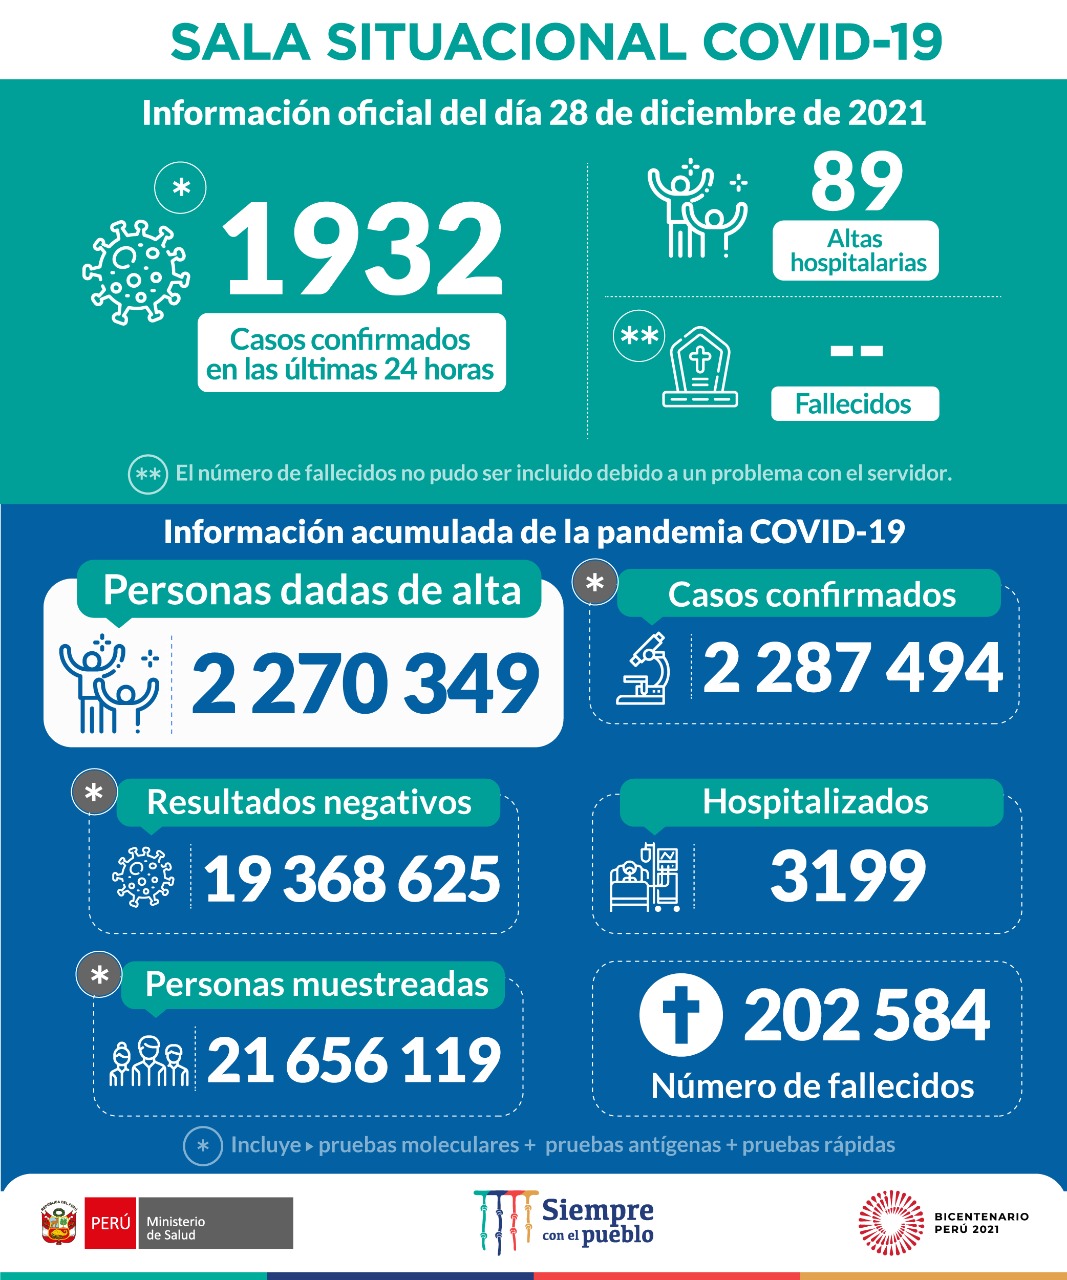 SALA SITUACIONAL COVID-19
Información oficial del día 28 de diciembre de 2021
*
1932
Casos confirmados
en las últimas 24 horas
89
Altas
hospitalarias
**
--
Fallecidos
** El número de fallecidos no pudo ser incluido debido a un problema con el servidor.
Información acumulada de la pandemia COVID-19
Personas dadas de alta
2 270 349
*
Casos confirmados
2 287 494
*
Resultados negativos
19 368 625
Hospitalizados
3199
*
Personas muestreadas
21 656 119
202 584
Número de fallecidos
* Incluye ▸ pruebas moleculares + pruebas antígenas + pruebas rápidas
PERÚ
Ministerio
de Salud
Siempre
con el pueblo
BICENTENARIO
PERÚ 2021